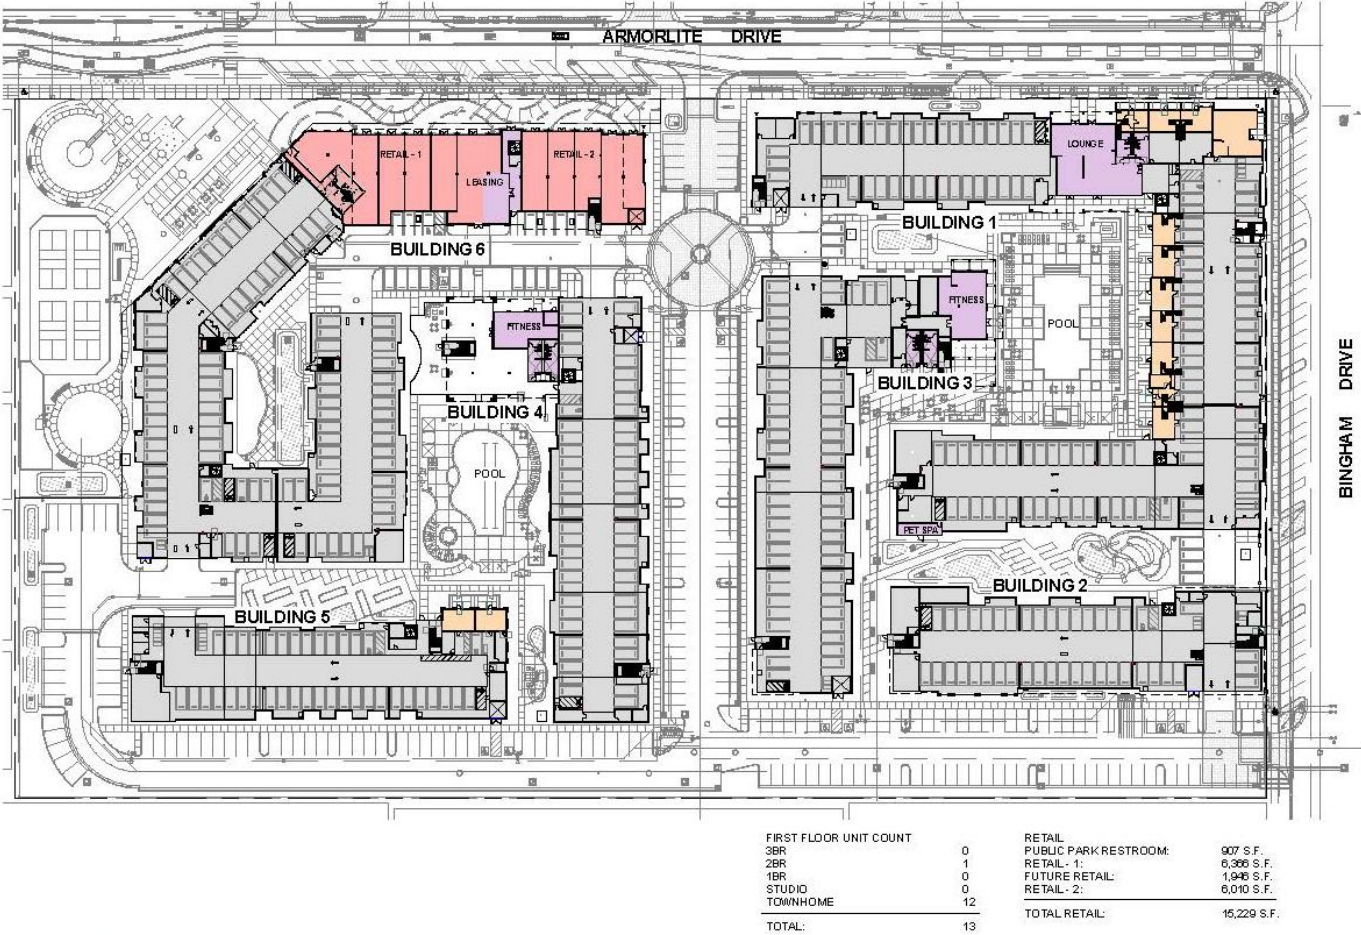 ARMORLITE DRIVE
RETAIL - 1
RETAIL - 2
LEASING
LOUNGE
BUILDING 1
BUILDING 6
FITNESS
FITNESS
POOL
BINGHAM DRIVE
BUILDING 3
BUILDING 4
POOL
PET SPA
BUILDING 2
BUILDING 5
FIRST FLOOR UNIT COUNT
3BR 0
2BR 1
1BR 0
STUDIO 0
TOWNHOME 12
TOTAL: 13
RETAIL
PUBLIC PARK RESTROOM: 907 S.F.
RETAIL - 1: 6,366 S.F.
FUTURE RETAIL: 1,946 S.F.
RETAIL - 2: 6,010 S.F.
TOTAL RETAIL: 15,229 S.F.